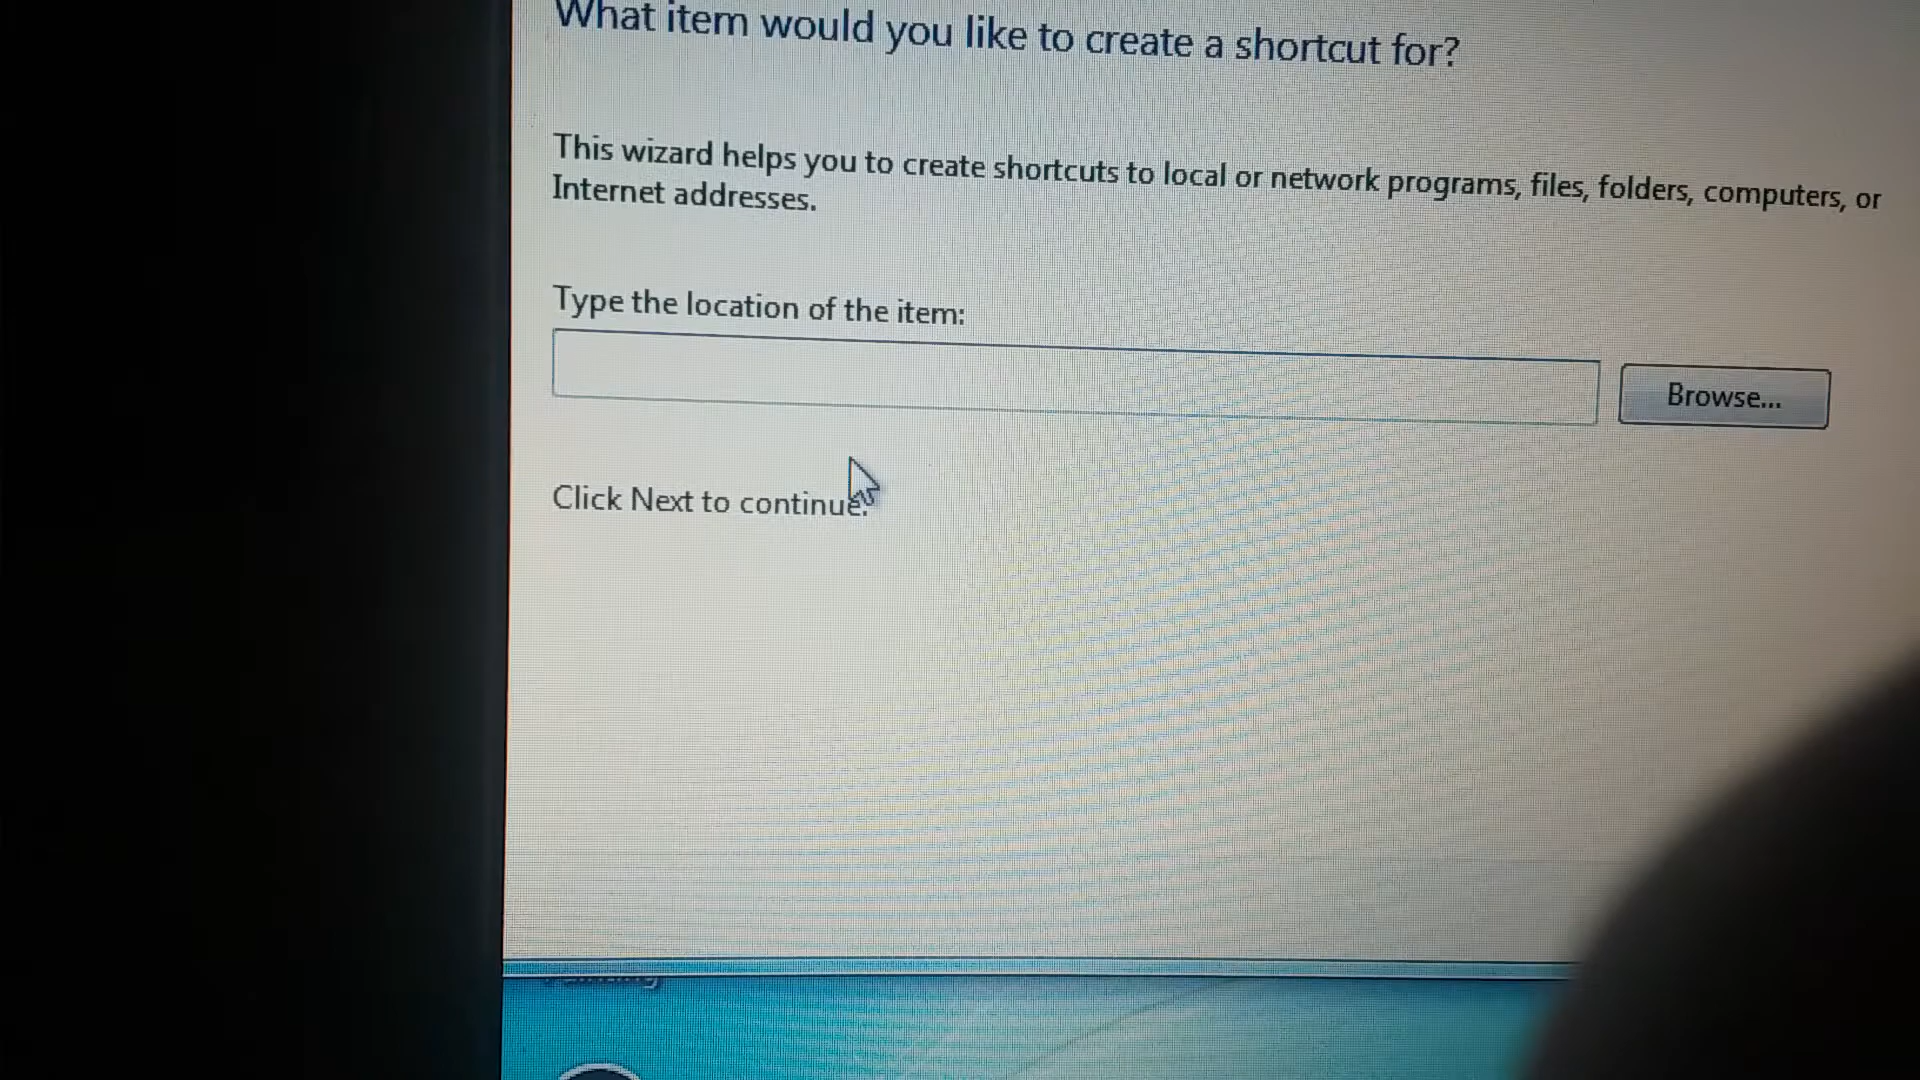 What item would you like to create a shortcut for?
This wizard helps you to create shortcuts to local or network programs, files, folders, computers, or
Internet addresses.
Type the location of the item:
Browse...
Click Next to continue.